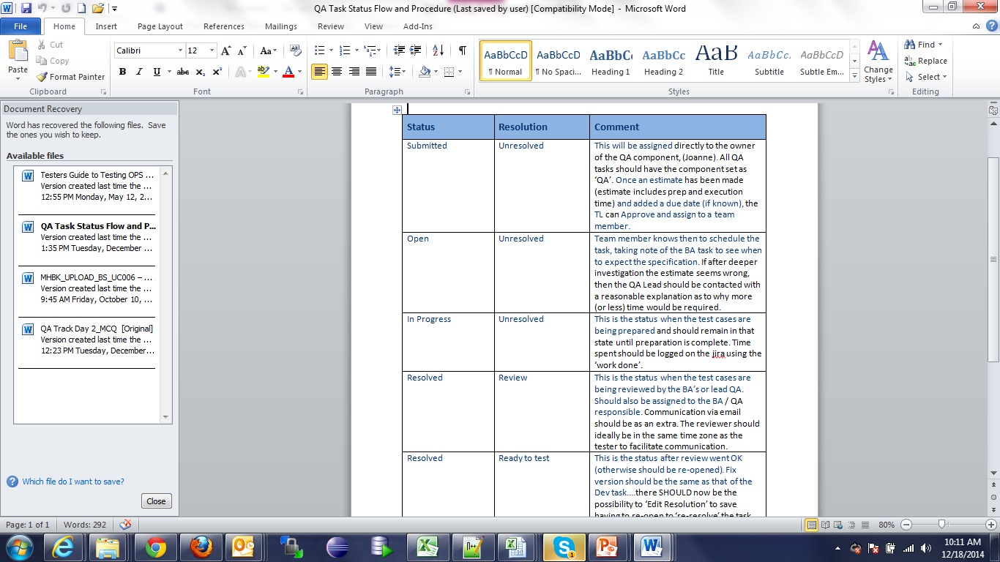 QA Task Status Flow and Procedure (Last saved by user) [Compatibility Mode] - Microsoft Word
File Home Insert Page Layout References Mailings Review View Add-Ins
Paste
Cut
Copy
Format Painter
Clipboard
Calibri 12
Font
Paragraph
AaBbCcD AaBbCcD AaBbCc AaBbCc AaB AaBbCc. AaBbCcD
¶ Normal ¶ No Spaci... Heading 1 Heading 2 Title Subtitle Subtle Em...
Change Styles
Styles
Find
Replace
Select
Editing
Document Recovery
Word has recovered the following files. Save
the ones you wish to keep.
Available files
Testers Guide to Testing OPS ...
Version created last time the ...
12:55 PM Monday, May 12, 2...
QA Task Status Flow and P...
Version created last time the ...
1:35 PM Tuesday, December ...
MHBK_UPLOAD_BS_UC006 – ...
Version created last time the ...
9:45 AM Friday, October 10, ...
QA Track Day 2_MCQ [Original]
Version created last time the ...
12:23 PM Tuesday, December...
Which file do I want to save?
Close
Status Resolution Comment
Submitted Unresolved This will be assigned directly to the owner
of the QA component, (Joanne). All QA
tasks should have the component set as
‘QA’. Once an estimate has been made
(estimate includes prep and execution
time) and added a due date (if known), the
TL can Approve and assign to a team
member.
Open Unresolved Team member knows then to schedule the
task, taking note of the BA task to see when
to expect the specification. If after deeper
investigation the estimate seems wrong,
then the QA Lead should be contacted with
a reasonable explanation as to why more
(or less) time would be required.
In Progress Unresolved This is the status when the test cases are
being prepared and should remain in that
state until preparation is complete. Time
spent should be logged on the jira using the
‘work done’.
Resolved Review This is the status when the test cases are
being reviewed by the BA’s or lead QA.
Should also be assigned to the BA / QA
responsible. Communication via email
should be as an extra. The reviewer should
ideally be in the same time zone as the
tester to facilitate communication.
Resolved Ready to test This is the status after review went OK
(otherwise should be re-opened). Fix
version should be the same as that of the
Dev task....there SHOULD now be the
possibility to ‘Edit Resolution’ to save
having to re-open to ‘re-resolve’ the task
Page: 1 of 1 Words: 292 80%
10:11 AM
12/18/2014